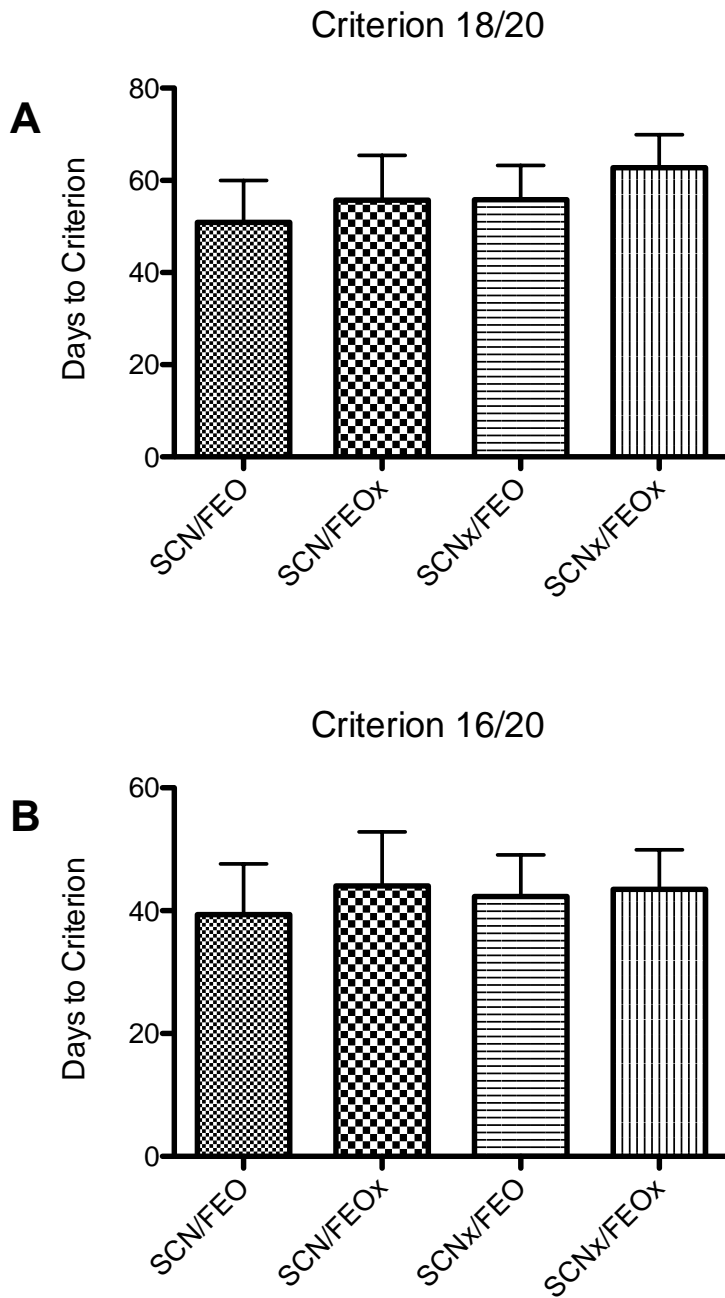 Criterion 18/20
A
Days to Criterion
80
60
40
20
0
SCN/FEO
SCN/FEOx
SCNx/FEO
SCNx/FEOx
Criterion 16/20
B
Days to Criterion
60
40
20
0
SCN/FEO
SCN/FEOx
SCNx/FEO
SCNx/FEOx